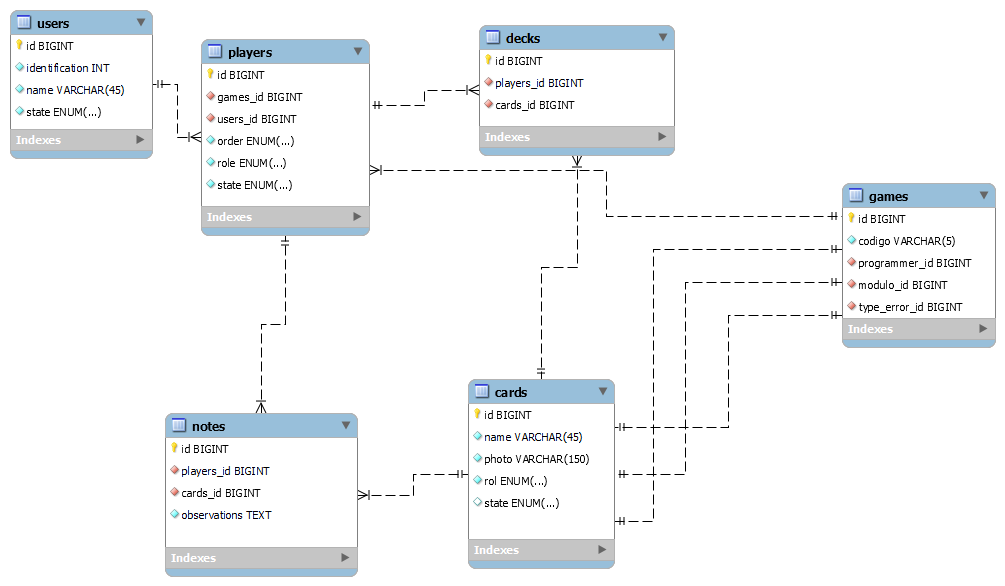 users
id BIGINT
identification INT
name VARCHAR(45)
state ENUM(...)
Indexes
players
id BIGINT
games_id BIGINT
users_id BIGINT
order ENUM(...)
role ENUM(...)
state ENUM(...)
Indexes
decks
id BIGINT
players_id BIGINT
cards_id BIGINT
Indexes
games
id BIGINT
codigo VARCHAR(5)
programmer_id BIGINT
modulo_id BIGINT
type_error_id BIGINT
Indexes
notes
id BIGINT
players_id BIGINT
cards_id BIGINT
observations TEXT
Indexes
cards
id BIGINT
name VARCHAR(45)
photo VARCHAR(150)
rol ENUM(...)
state ENUM(...)
Indexes